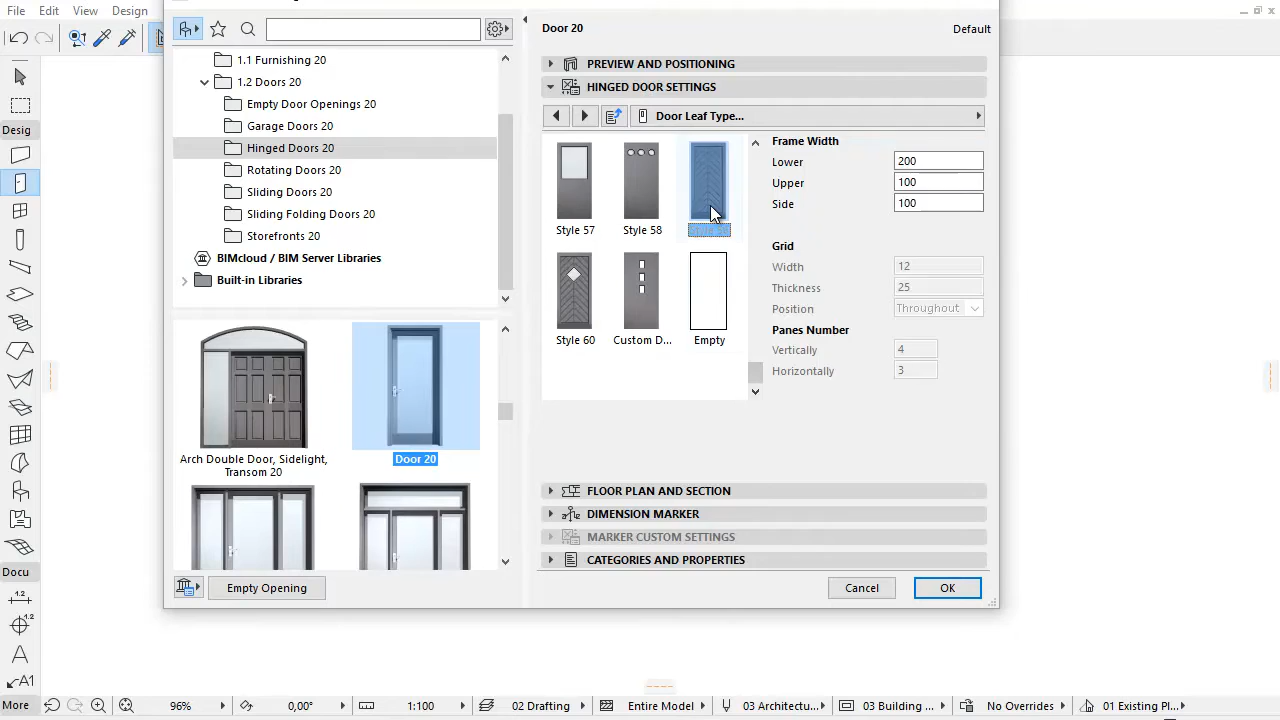 File Edit View Design
Door 20
Default
1.1 Furnishing 20
1.2 Doors 20
Empty Door Openings 20
Garage Doors 20
Hinged Doors 20
Rotating Doors 20
Sliding Doors 20
Sliding Folding Doors 20
Storefronts 20
BIMcloud / BIM Server Libraries
Built-in Libraries
Arch Double Door, Sidelight,
Transom 20
Door 20
Empty Opening
PREVIEW AND POSITIONING
HINGED DOOR SETTINGS
Door Leaf Type...
Style 57
Style 58
Style 60
Custom D...
Empty
Frame Width
Lower 200
Upper 100
Side 100
Grid
Width 12
Thickness 25
Position Throughout
Panes Number
Vertically 4
Horizontally 3
FLOOR PLAN AND SECTION
DIMENSION MARKER
MARKER CUSTOM SETTINGS
CATEGORIES AND PROPERTIES
Cancel
OK
Desig
Docu
1.2
1.2
A
A1
More
96%
0,00°
1:100
02 Drafting
Entire Model
03 Architectu...
03 Building ...
No Overrides
01 Existing Pl...